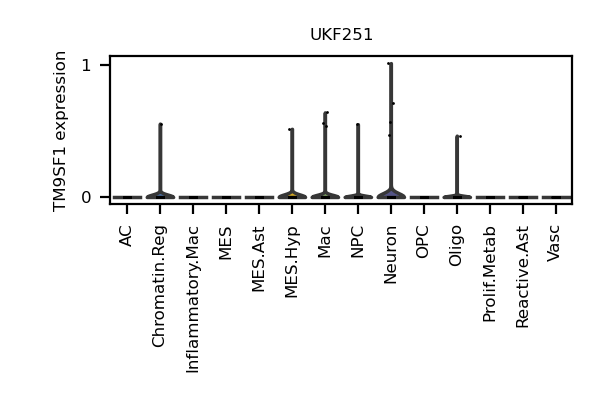 UKF251
TM9SF1 expression
1
0
AC
Chromatin.Reg
Inflammatory.Mac
MES
MES.Ast
MES.Hyp
Mac
NPC
Neuron
OPC
Oligo
Prolif.Metab
Reactive.Ast
Vasc